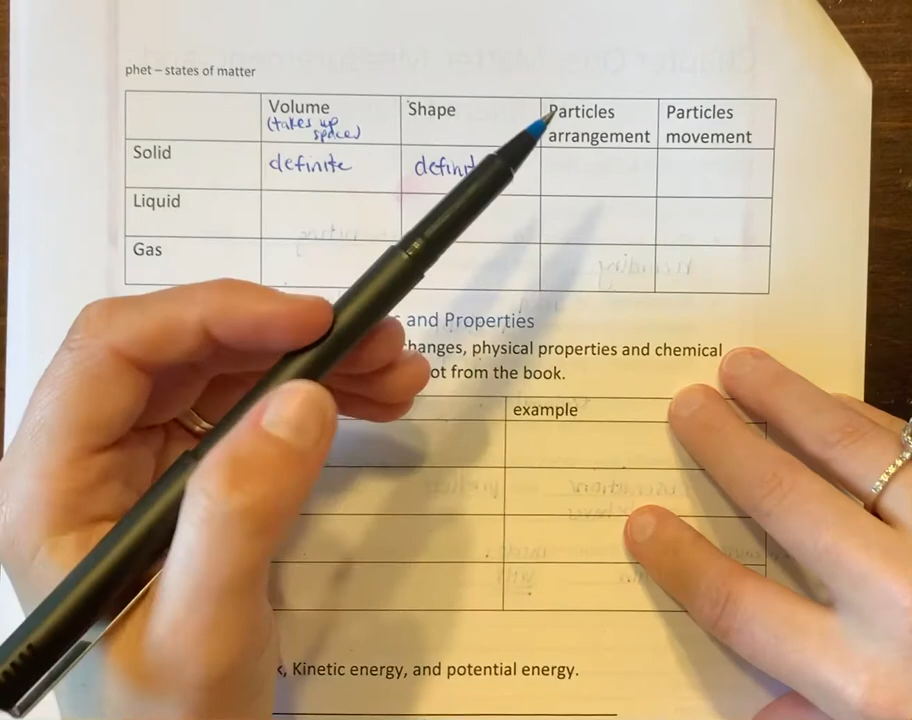 phet – states of matter
Volume Shape Particles arrangement Particles movement
(takes up space)
Solid definite
Liquid
Gas
and Properties
hanges, physical properties and chemical
ot from the book.
example
, Kinetic energy, and potential energy.